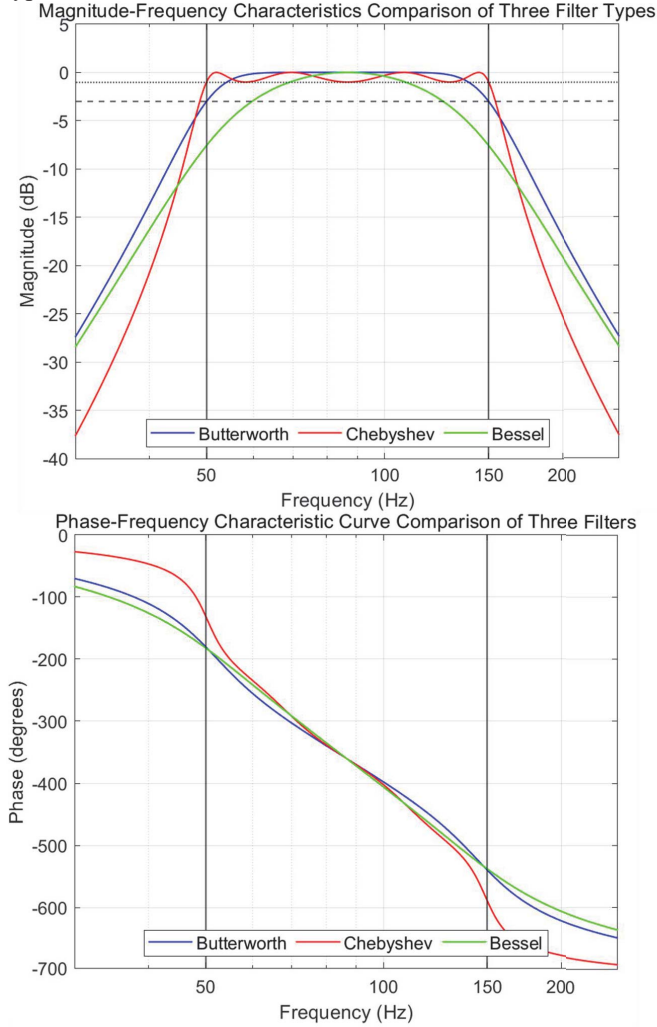 Magnitude-Frequency Characteristics Comparison of Three Filter Types
5
0
-5
-10
-15
-20
-25
-30
-35
-40
Magnitude (dB)
Butterworth Chebyshev Bessel
50 100 150 200
Frequency (Hz)
Phase-Frequency Characteristic Curve Comparison of Three Filters
0
-100
-200
-300
-400
-500
-600
-700
Phase (degrees)
Butterworth Chebyshev Bessel
50 100 150 200
Frequency (Hz)